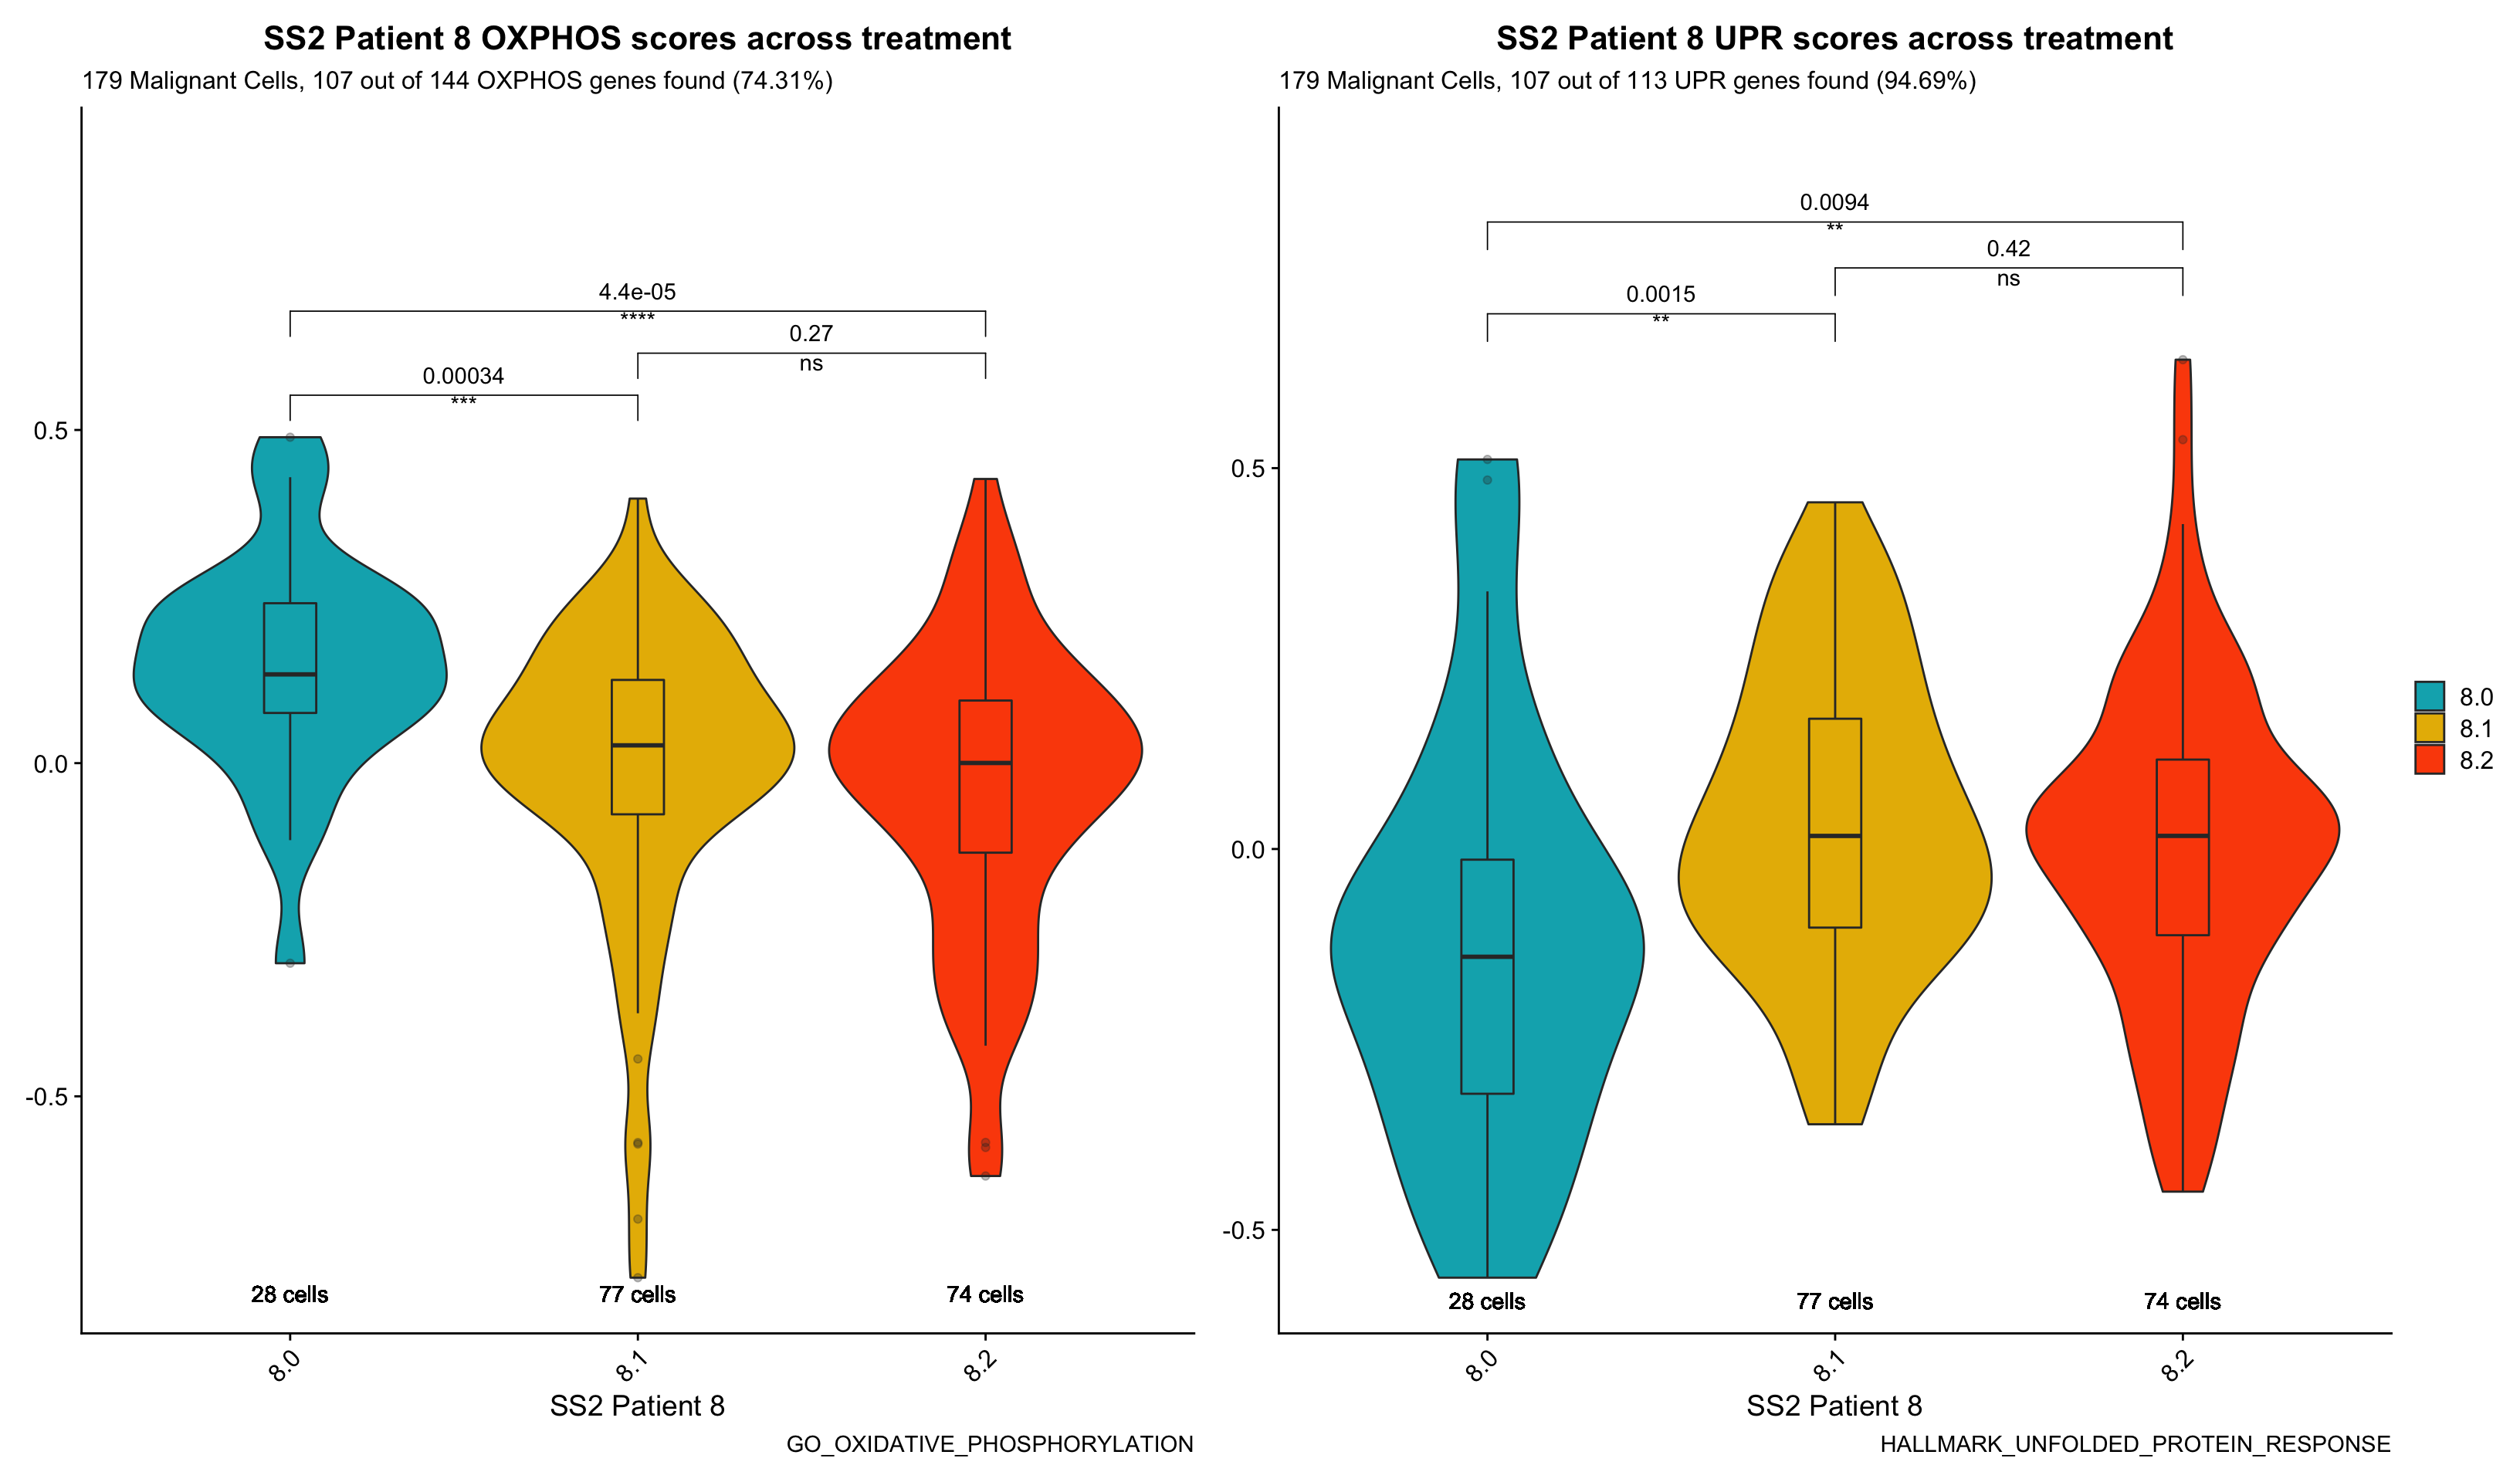 SS2 Patient 8 OXPHOS scores across treatment
179 Malignant Cells, 107 out of 144 OXPHOS genes found (74.31%)
4.4e-05
****
0.27
ns
0.00034
***
0.5
0.0
-0.5
28 cells
77 cells
74 cells
8.0
8.1
8.2
SS2 Patient 8
GO_OXIDATIVE_PHOSPHORYLATION
SS2 Patient 8 UPR scores across treatment
179 Malignant Cells, 107 out of 113 UPR genes found (94.69%)
0.0094
**
0.42
ns
0.0015
**
0.5
0.0
-0.5
28 cells
77 cells
74 cells
8.0
8.1
8.2
SS2 Patient 8
HALLMARK_UNFOLDED_PROTEIN_RESPONSE
8.0
8.1
8.2